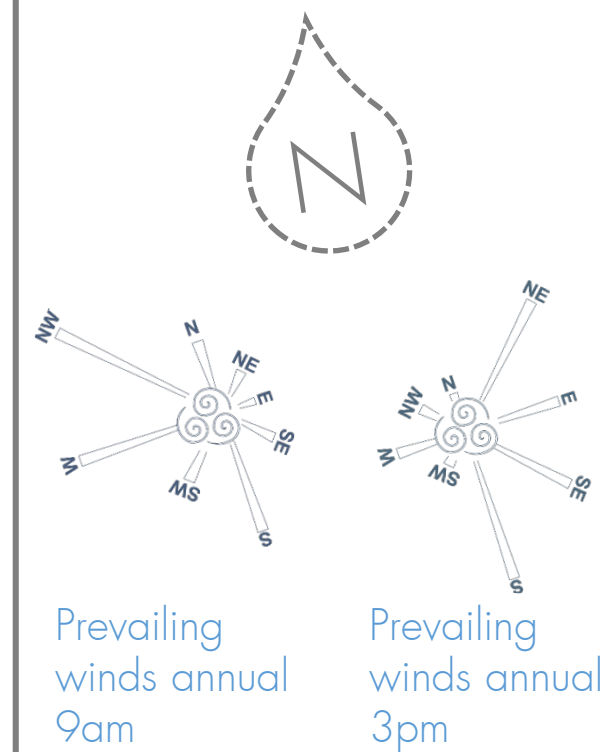 N
NW
N
NE
E
SE
S
SW
W
NE
E
SE
S
SW
W
NW
N
Prevailing
winds annual
9am
Prevailing
winds annual
3pm